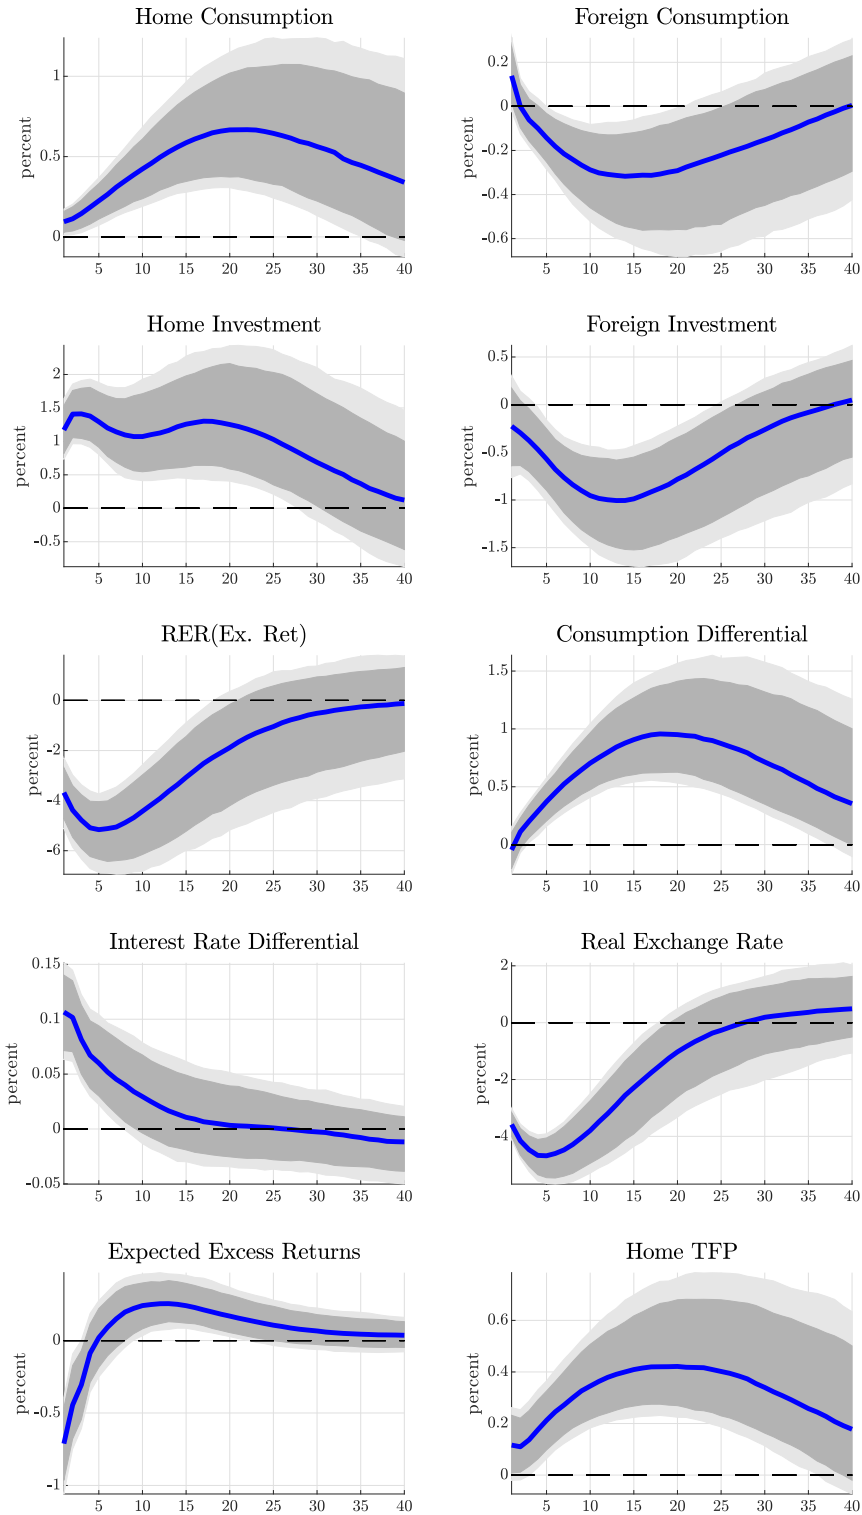 Home Consumption
percent
1
0.5
0
5 10 15 20 25 30 35 40
Foreign Consumption
0.2
0
-0.2
-0.4
-0.6
5 10 15 20 25 30 35 40
Home Investment
percent
2
1.5
1
0.5
0
-0.5
5 10 15 20 25 30 35 40
Foreign Investment
percent
0.5
0
-0.5
-1
-1.5
5 10 15 20 25 30 35 40
RER(Ex. Ret)
percent
0
-2
-4
-6
5 10 15 20 25 30 35 40
Consumption Differential
percent
1.5
1
0.5
0
5 10 15 20 25 30 35 40
Interest Rate Differential
percent
0.15
0.1
0.05
0
-0.05
5 10 15 20 25 30 35 40
Real Exchange Rate
percent
2
0
-2
-4
5 10 15 20 25 30 35 40
Expected Excess Returns
percent
0
-0.5
-1
5 10 15 20 25 30 35 40
Home TFP
percent
0.6
0.4
0.2
0
5 10 15 20 25 30 35 40
percent